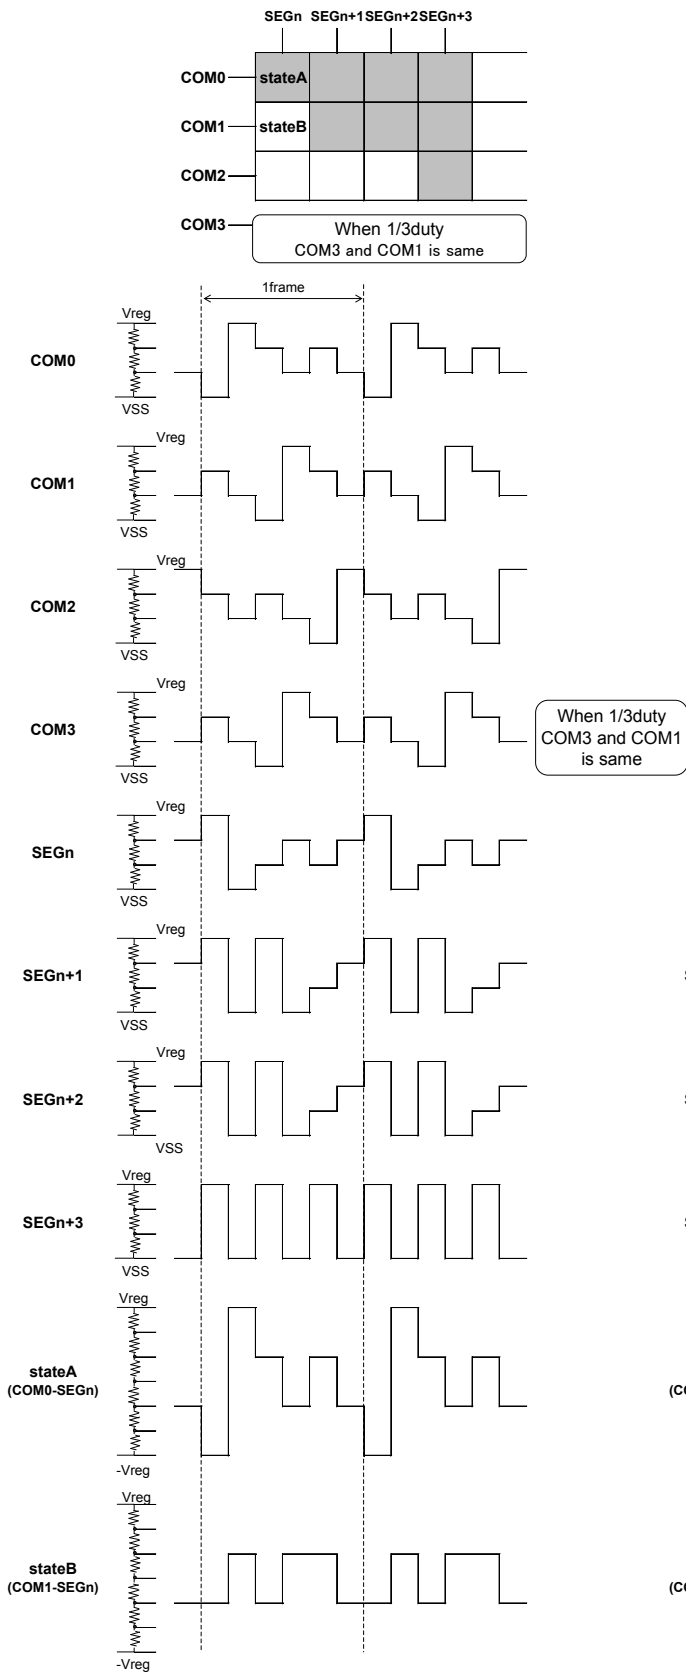 SEGn SEGn+1 SEGn+2 SEGn+3
COM0
stateA
COM1
stateB
COM2
COM3
When 1/3duty
COM3 and COM1 is same
1frame
Vreg
COM0
VSS
Vreg
COM1
VSS
Vreg
COM2
VSS
Vreg
COM3
When 1/3duty
COM3 and COM1
is same
VSS
Vreg
SEGn
VSS
Vreg
SEGn+1
VSS
Vreg
SEGn+2
VSS
Vreg
SEGn+3
VSS
Vreg
stateA
(COM0-SEGn)
-Vreg
Vreg
stateB
(COM1-SEGn)
-Vreg